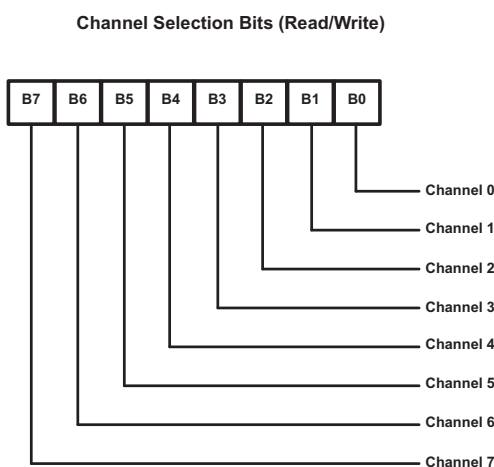 Channel Selection Bits (Read/Write)
B7 B6 B5 B4 B3 B2 B1 B0
Channel 0
Channel 1
Channel 2
Channel 3
Channel 4
Channel 5
Channel 6
Channel 7